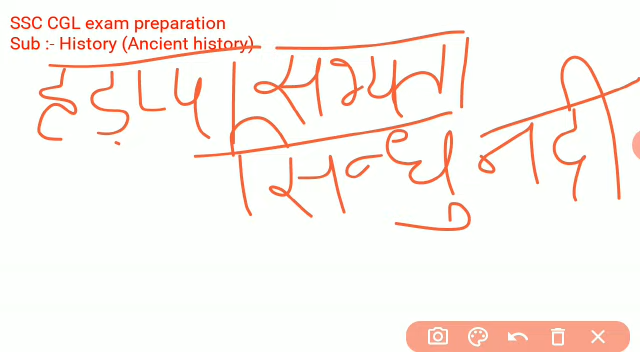 SSC CGL exam preparation
Sub :- History (Ancient history)
हड़प्पा सभ्यता
सिन्धु नदी